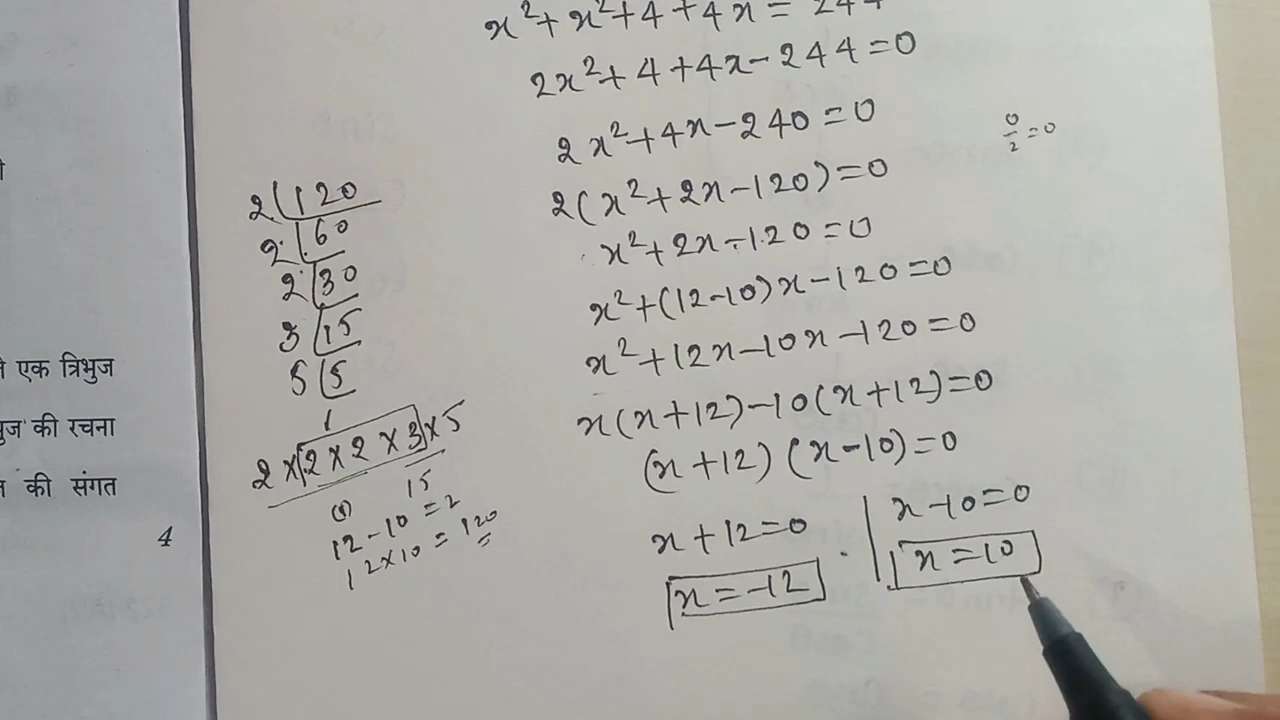 ो एक त्रिभुज
की रचना
की संगत
4
x²+x²+4+4x=244
2x²+4+4x-244=0
2x²+4x-240=0
0/2=0
2(x²+2x-120)=0
x²+2x-120=0
x²+(12-10)x-120=0
x²+12x-10x-120=0
x(x+12)-10(x+12)=0
(x+12)(x-10)=0
x+12=0
x=-12
x-10=0
x=10
2 120
2 60
2 30
3 15
5 5
1
2×2×2×3×5
15
12-10=2
12×10=120